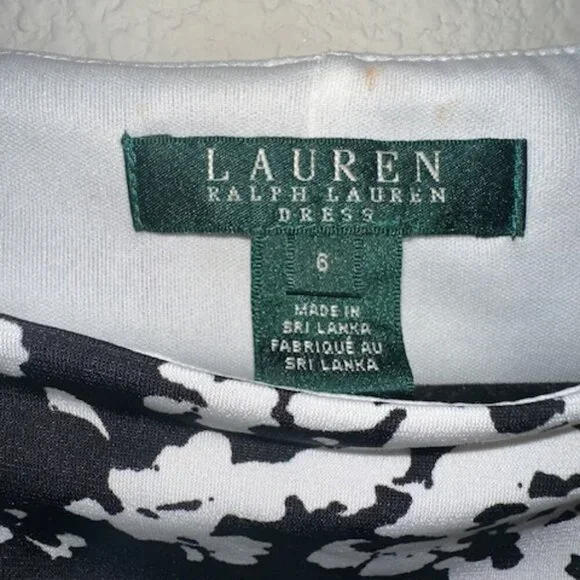 LAUREN
RALPH LAUREN
DRESS
6
MADE IN
SRI LANKA
FABRIQUÉ AU
SRI LANKA